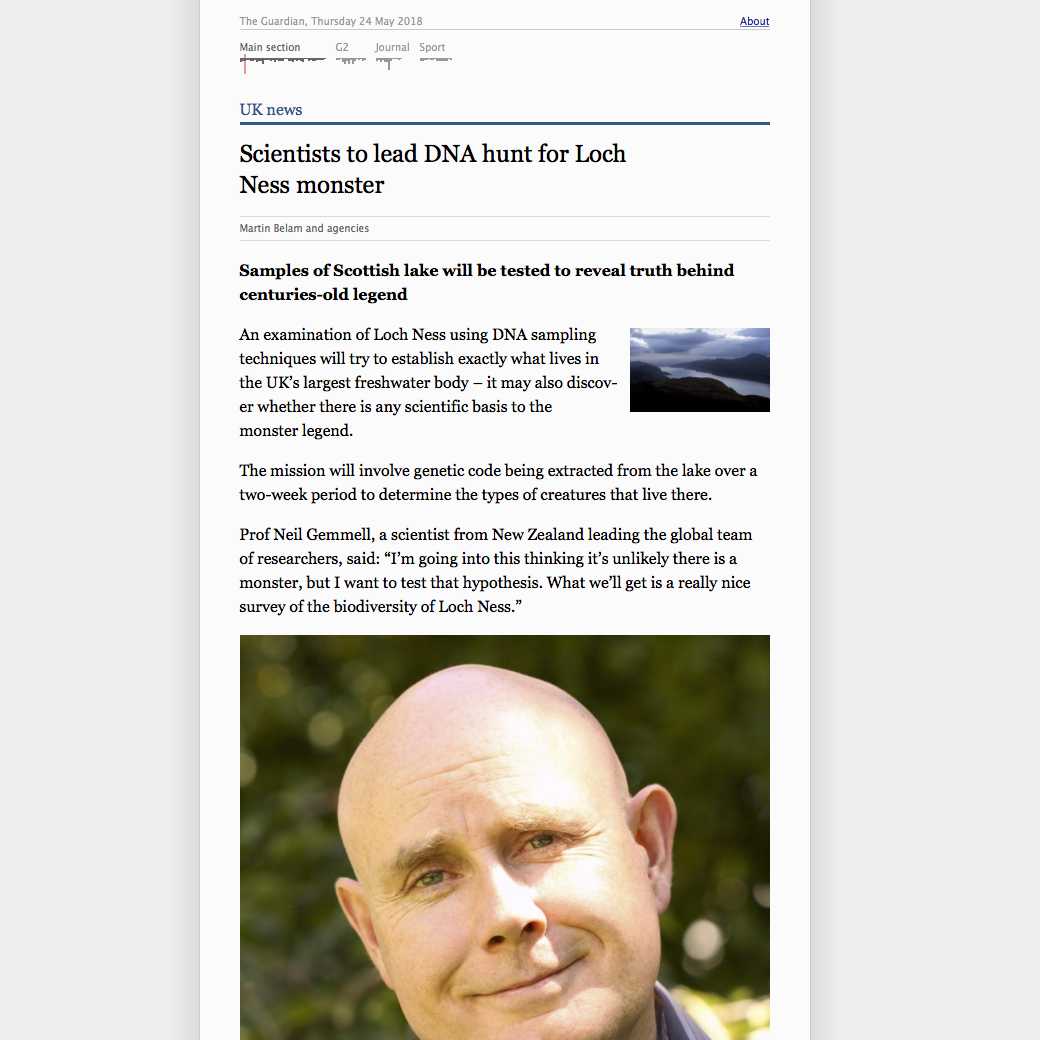 The Guardian, Thursday 24 May 2018 About
Main section G2 Journal Sport
UK news
Scientists to lead DNA hunt for Loch
Ness monster
Martin Belam and agencies
Samples of Scottish lake will be tested to reveal truth behind
centuries-old legend
An examination of Loch Ness using DNA sampling
techniques will try to establish exactly what lives in
the UK’s largest freshwater body – it may also discov-
er whether there is any scientific basis to the
monster legend.
The mission will involve genetic code being extracted from the lake over a
two-week period to determine the types of creatures that live there.
Prof Neil Gemmell, a scientist from New Zealand leading the global team
of researchers, said: “I’m going into this thinking it’s unlikely there is a
monster, but I want to test that hypothesis. What we’ll get is a really nice
survey of the biodiversity of Loch Ness.”